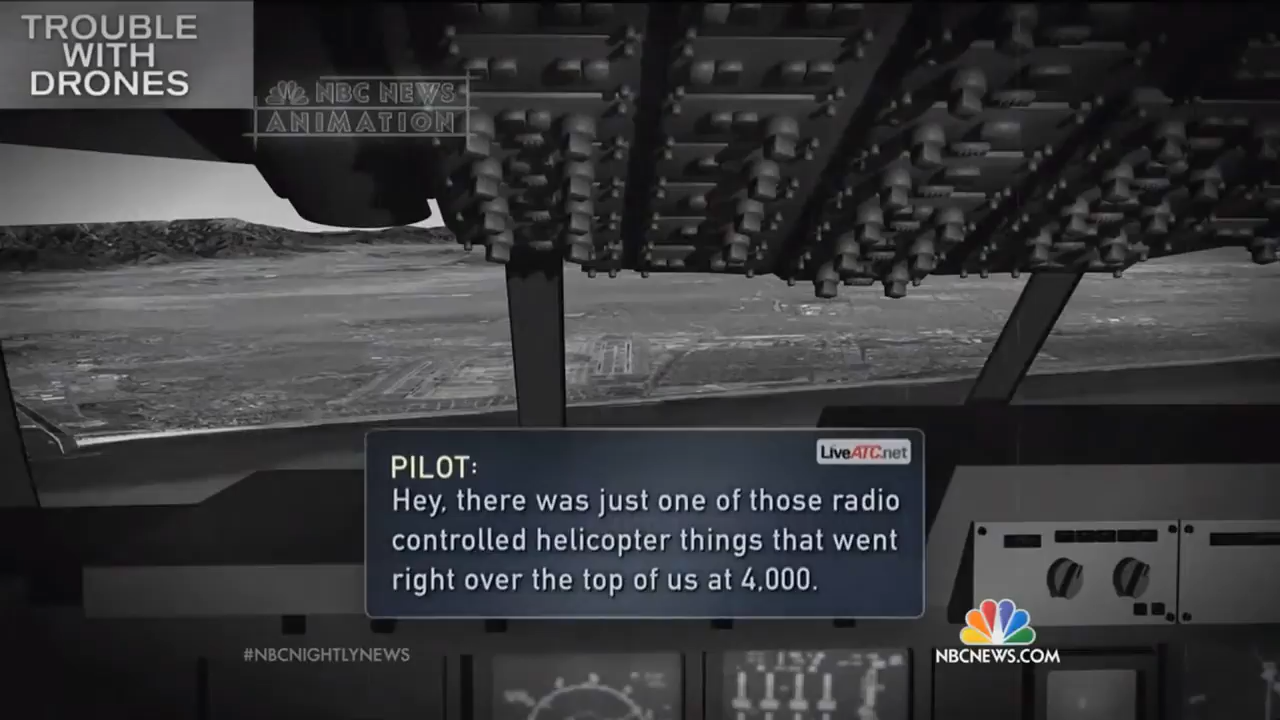 TROUBLE
WITH
DRONES
NBC NEWS
ANIMATION
PILOT:
LiveATC.net
Hey, there was just one of those radio
controlled helicopter things that went
right over the top of us at 4,000.
#NBCNIGHTLYNEWS
NBCNEWS.COM